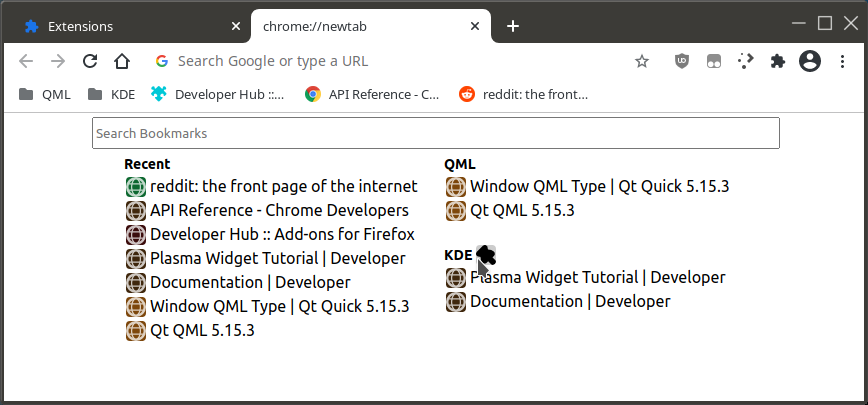 Extensions
chrome://newtab
Search Google or type a URL
QML
KDE
Developer Hub ::...
API Reference - C...
reddit: the front...
Search Bookmarks
Recent
reddit: the front page of the internet
API Reference - Chrome Developers
Developer Hub :: Add-ons for Firefox
Plasma Widget Tutorial | Developer
Documentation | Developer
Window QML Type | Qt Quick 5.15.3
Qt QML 5.15.3
QML
Window QML Type | Qt Quick 5.15.3
Qt QML 5.15.3
KDE
Plasma Widget Tutorial | Developer
Documentation | Developer